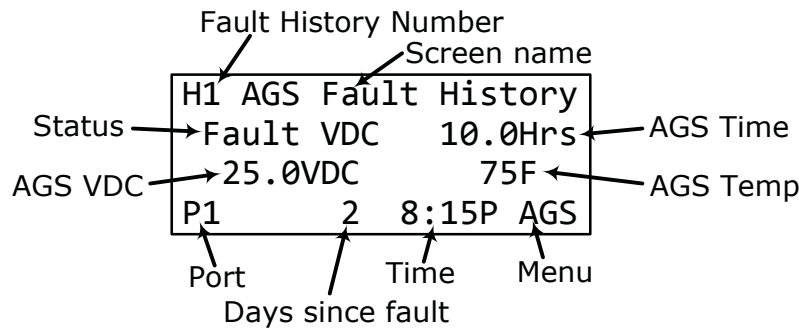 Fault History Number
Screen name
H1 AGS Fault History
Status Fault VDC 10.0Hrs AGS Time
AGS VDC 25.0VDC 75F AGS Temp
P1 2 8:15P AGS
Port Time Menu
Days since fault